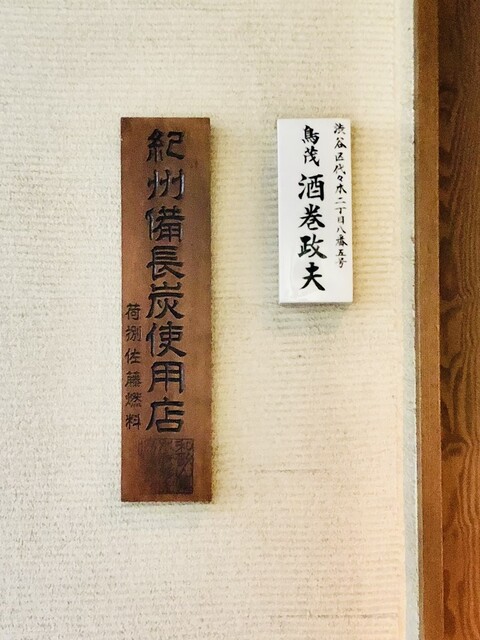 渋谷区代々木二丁目八番五号
鳥茂 酒巻政夫
紀州備長炭使用店
荷捌佐藤燃料